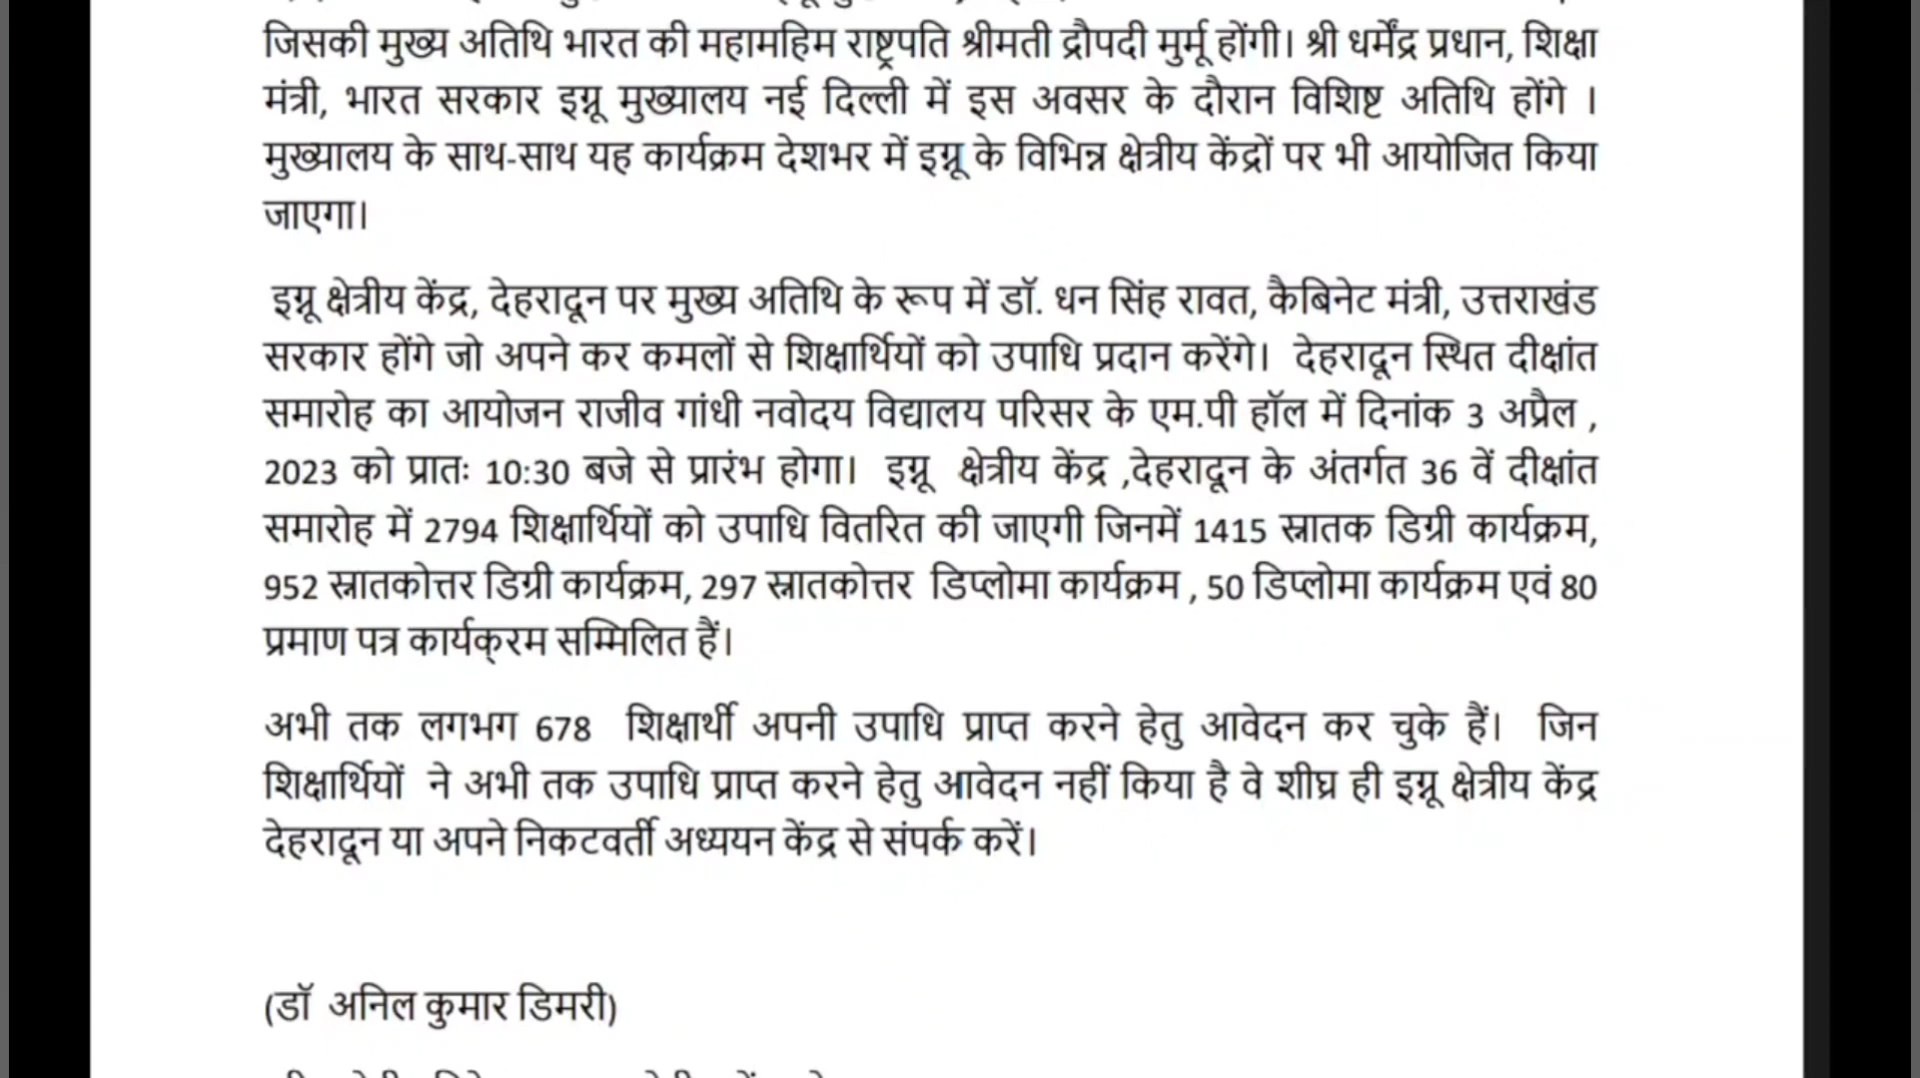 जिसकी मुख्य अतिथि भारत की महामहिम राष्ट्रपति श्रीमती द्रौपदी मुर्मू होंगी। श्री धर्मेंद्र प्रधान, शिक्षा
मंत्री, भारत सरकार इग्नू मुख्यालय नई दिल्ली में इस अवसर के दौरान विशिष्ट अतिथि होंगे ।
मुख्यालय के साथ-साथ यह कार्यक्रम देशभर में इग्नू के विभिन्न क्षेत्रीय केंद्रों पर भी आयोजित किया
जाएगा।
इग्नू क्षेत्रीय केंद्र, देहरादून पर मुख्य अतिथि के रूप में डॉ. धन सिंह रावत, कैबिनेट मंत्री, उत्तराखंड
सरकार होंगे जो अपने कर कमलों से शिक्षार्थियों को उपाधि प्रदान करेंगे। देहरादून स्थित दीक्षांत
समारोह का आयोजन राजीव गांधी नवोदय विद्यालय परिसर के एम.पी हॉल में दिनांक 3 अप्रैल ,
2023 को प्रातः 10:30 बजे से प्रारंभ होगा। इग्नू क्षेत्रीय केंद्र ,देहरादून के अंतर्गत 36 वें दीक्षांत
समारोह में 2794 शिक्षार्थियों को उपाधि वितरित की जाएगी जिनमें 1415 स्नातक डिग्री कार्यक्रम,
952 स्नातकोत्तर डिग्री कार्यक्रम, 297 स्नातकोत्तर डिप्लोमा कार्यक्रम , 50 डिप्लोमा कार्यक्रम एवं 80
प्रमाण पत्र कार्यक्‌रम सम्मिलित हैं।
अभी तक लगभग 678 शिक्षार्थी अपनी उपाधि प्राप्त करने हेतु आवेदन कर चुके हैं। जिन
शिक्षार्थियों ने अभी तक उपाधि प्राप्त करने हेतु आवेदन नहीं किया है वे शीघ्र ही इग्नू क्षेत्रीय केंद्र
देहरादून या अपने निकटवर्ती अध्ययन केंद्र से संपर्क करें।
(डॉ अनिल कुमार डिमरी)